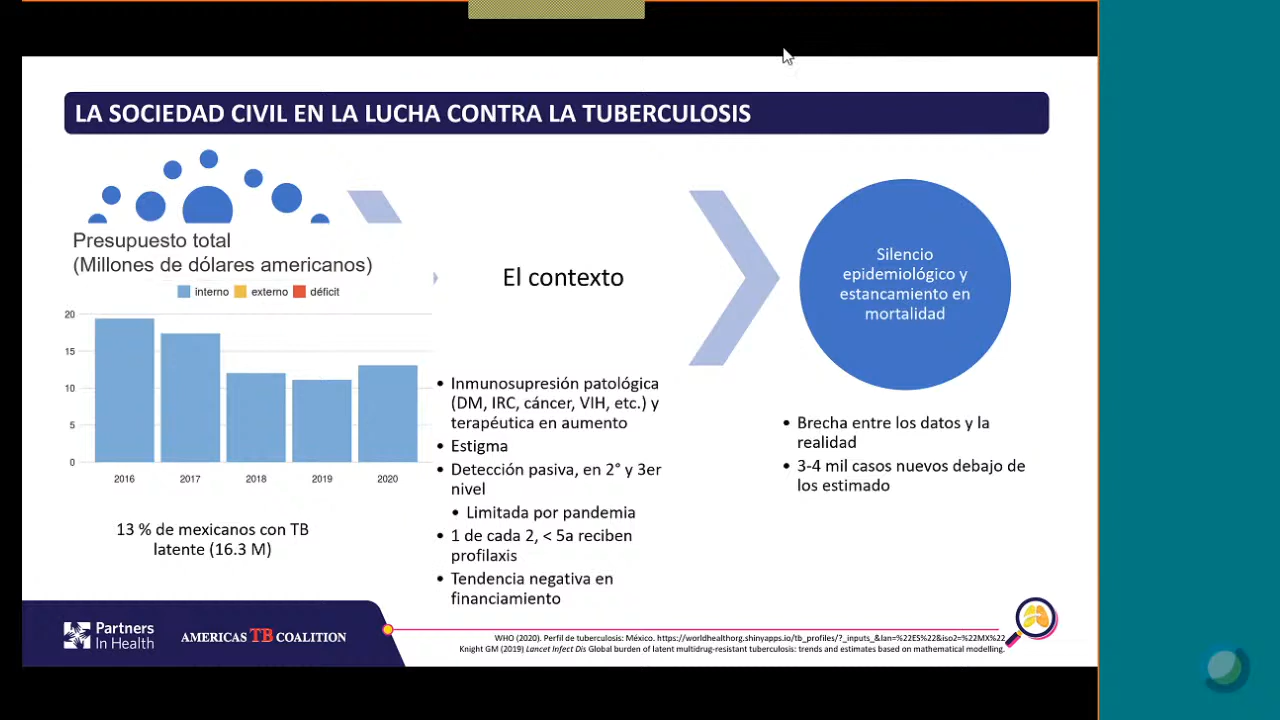 LA SOCIEDAD CIVIL EN LA LUCHA CONTRA LA TUBERCULOSIS
Presupuesto total
(Millones de dólares americanos)
interno externo déficit
20
15
10
5
0
2016 2017 2018 2019 2020
13 % de mexicanos con TB
latente (16.3 M)
El contexto
• Inmunosupresión patológica
(DM, IRC, cáncer, VIH, etc.) y
terapéutica en aumento
• Estigma
• Detección pasiva, en 2° y 3er
nivel
• Limitada por pandemia
• 1 de cada 2, < 5a reciben
profilaxis
• Tendencia negativa en
financiamiento
Silencio
epidemiológico y
estancamiento en
mortalidad
• Brecha entre los datos y la
realidad
• 3-4 mil casos nuevos debajo de
los estimado
Partners
In Health
AMERICAS TB COALITION
WHO (2020). Perfil de tuberculosis: México. https://worldhealthorg.shinyapps.io/tb_profiles/?_inputs_&lan=%22ES%22&iso2=%22MX%22
Knight GM (2019) Lancet Infect Dis Global burden of latent multidrug-resistant tuberculosis: trends and estimates based on mathematical modelling.